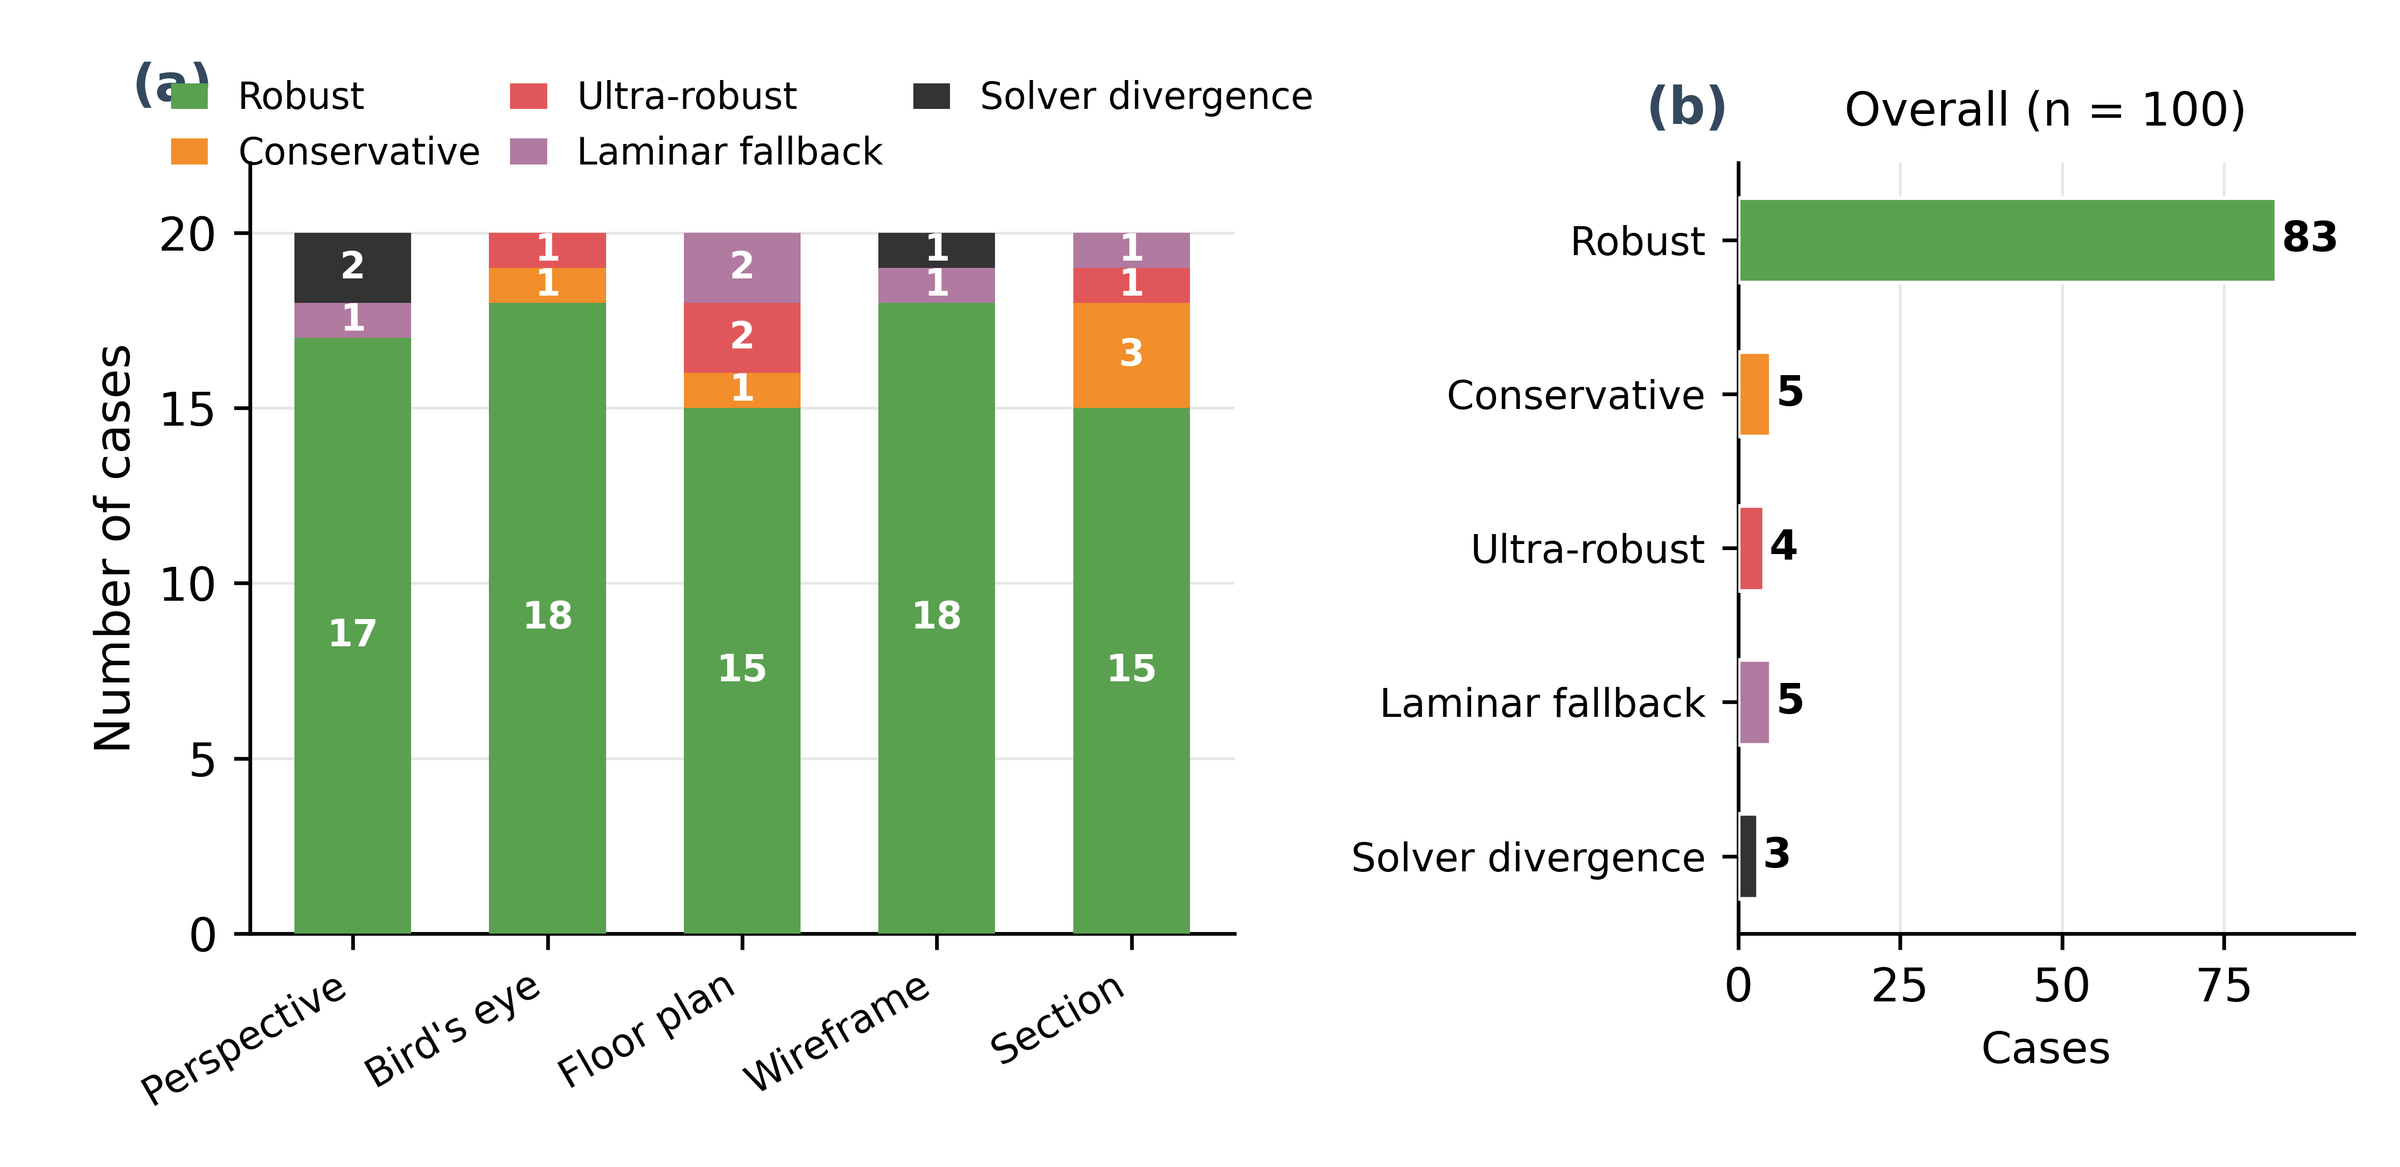 (a)
Robust
Conservative
Ultra-robust
Laminar fallback
Solver divergence
Number of cases
20
15
10
5
0
2
1
17
1
1
18
2
2
1
15
1
1
18
1
1
3
15
Perspective
Bird's eye
Floor plan
Wireframe
Section
(b)
Overall (n = 100)
Robust
83
Conservative
5
Ultra-robust
4
Laminar fallback
5
Solver divergence
3
0
25
50
75
Cases